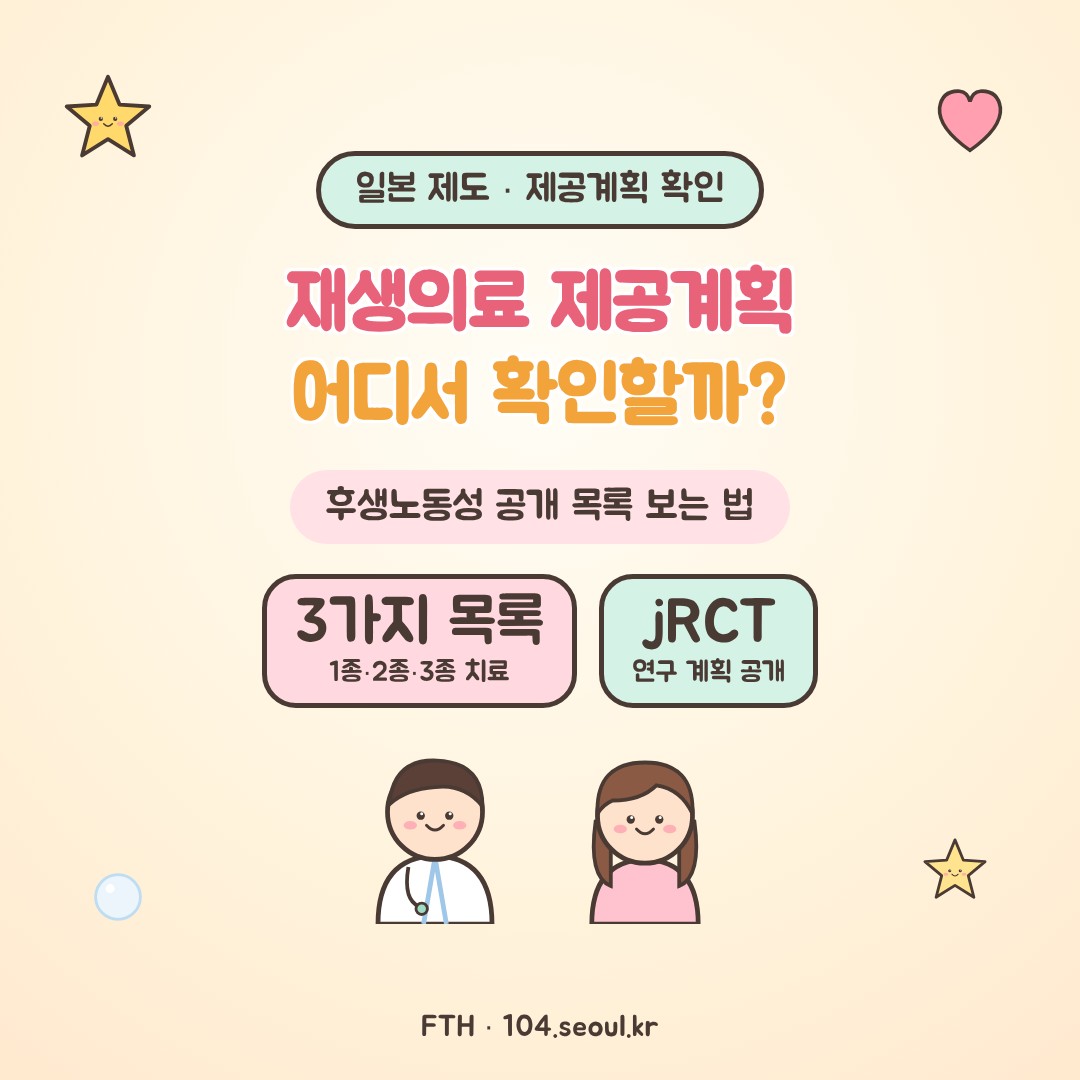 일본 제도 · 제공계획 확인
재생의료 제공계획
어디서 확인할까?
후생노동성 공개 목록 보는 법
3가지 목록
1종·2종·3종 치료
jRCT
연구 계획 공개
FTH · 104.seoul.kr